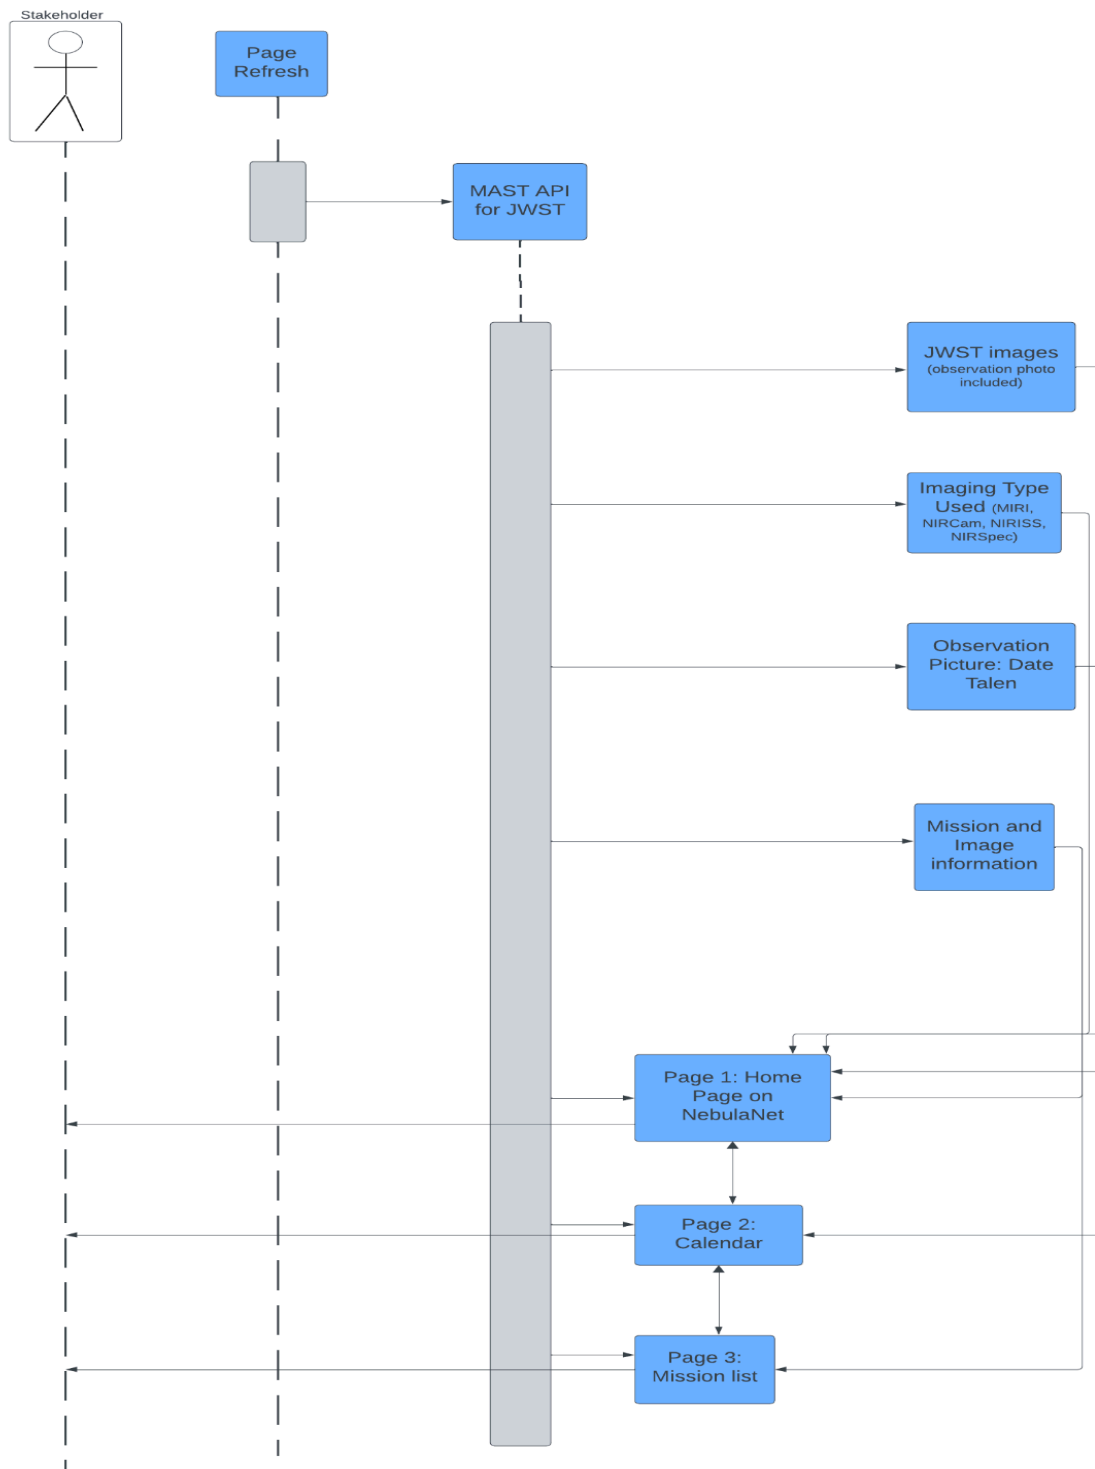 Stakeholder
Page
Refresh
MAST API
for JWST
JWST images
(observation photo
included)
Imaging Type
Used (MIRI,
NIRCam, NIRISS,
NIRSpec)
Observation
Picture: Date
Talen
Mission and
Image
information
Page 1: Home
Page on
NebulaNet
Page 2:
Calendar
Page 3:
Mission list